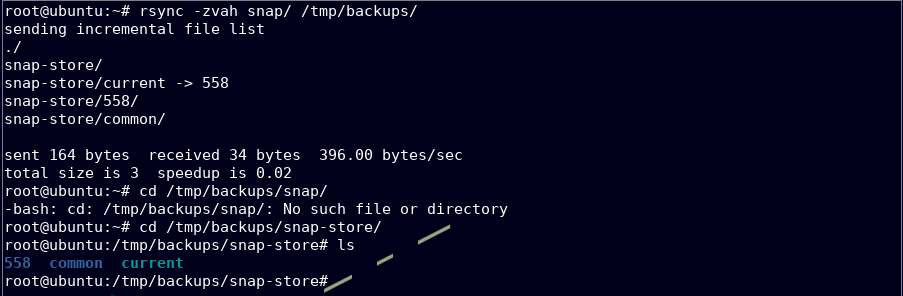 root@ubuntu:~# rsync -zvah snap/ /tmp/backups/
sending incremental file list
./
snap-store/
snap-store/current -> 558
snap-store/558/
snap-store/common/
sent 164 bytes  received 34 bytes  396.00 bytes/sec
total size is 3  speedup is 0.02
root@ubuntu:~# cd /tmp/backups/snap/
-bash: cd: /tmp/backups/snap/: No such file or directory
root@ubuntu:~# cd /tmp/backups/snap-store/
root@ubuntu:/tmp/backups/snap-store# ls
558  common  current
root@ubuntu:/tmp/backups/snap-store#